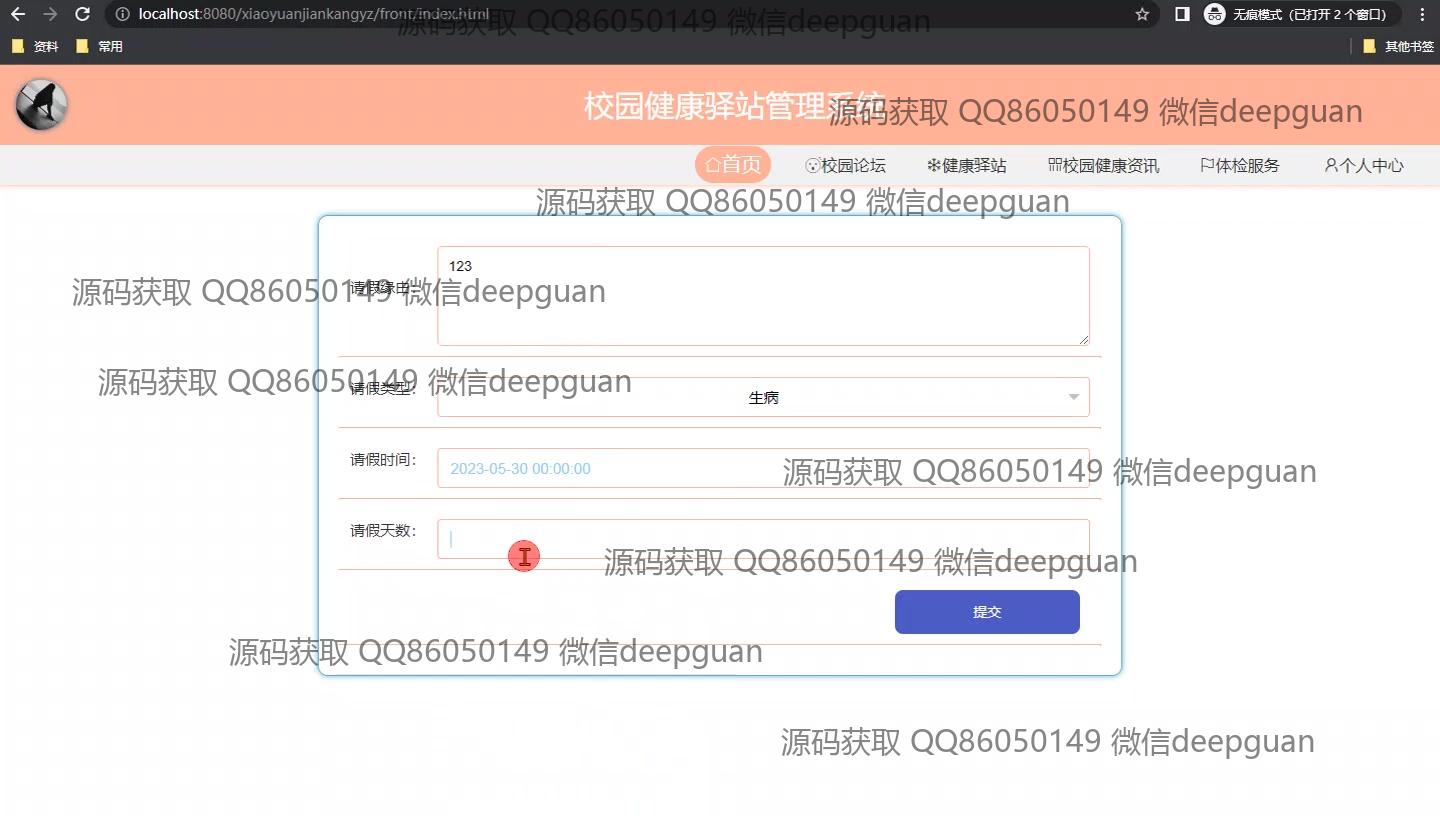 localhost:8080/xiaoyuanjiankangyz/front/index.html
无痕模式（已打开 2 个窗口）
源码获取 QQ86050149 微信deepguan
资料
常用
其他书签
校园健康驿站管理系统
源码获取 QQ86050149 微信deepguan
首页
校园论坛
健康驿站
校园健康资讯
体检服务
个人中心
源码获取 QQ86050149 微信deepguan
请假缘由：
123
源码获取 QQ86050149 微信deepguan
请假类型：
生病
源码获取 QQ86050149 微信deepguan
请假时间：
2023-05-30 00:00:00
源码获取 QQ86050149 微信deepguan
请假天数：
源码获取 QQ86050149 微信deepguan
提交
源码获取 QQ86050149 微信deepguan
源码获取 QQ86050149 微信deepguan